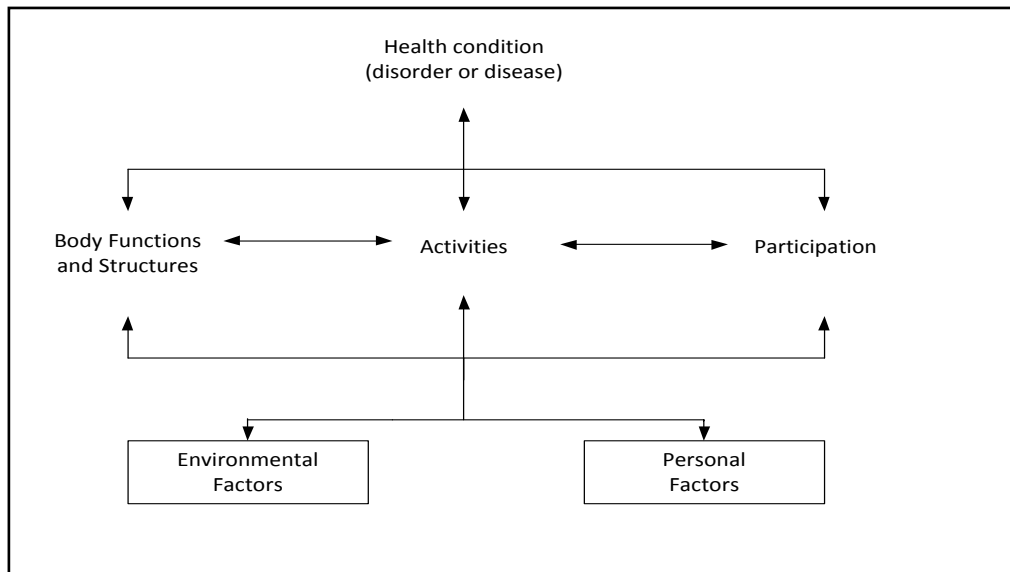 Health condition
(disorder or disease)
Body Functions
and Structures
Activities
Participation
Environmental
Factors
Personal
Factors